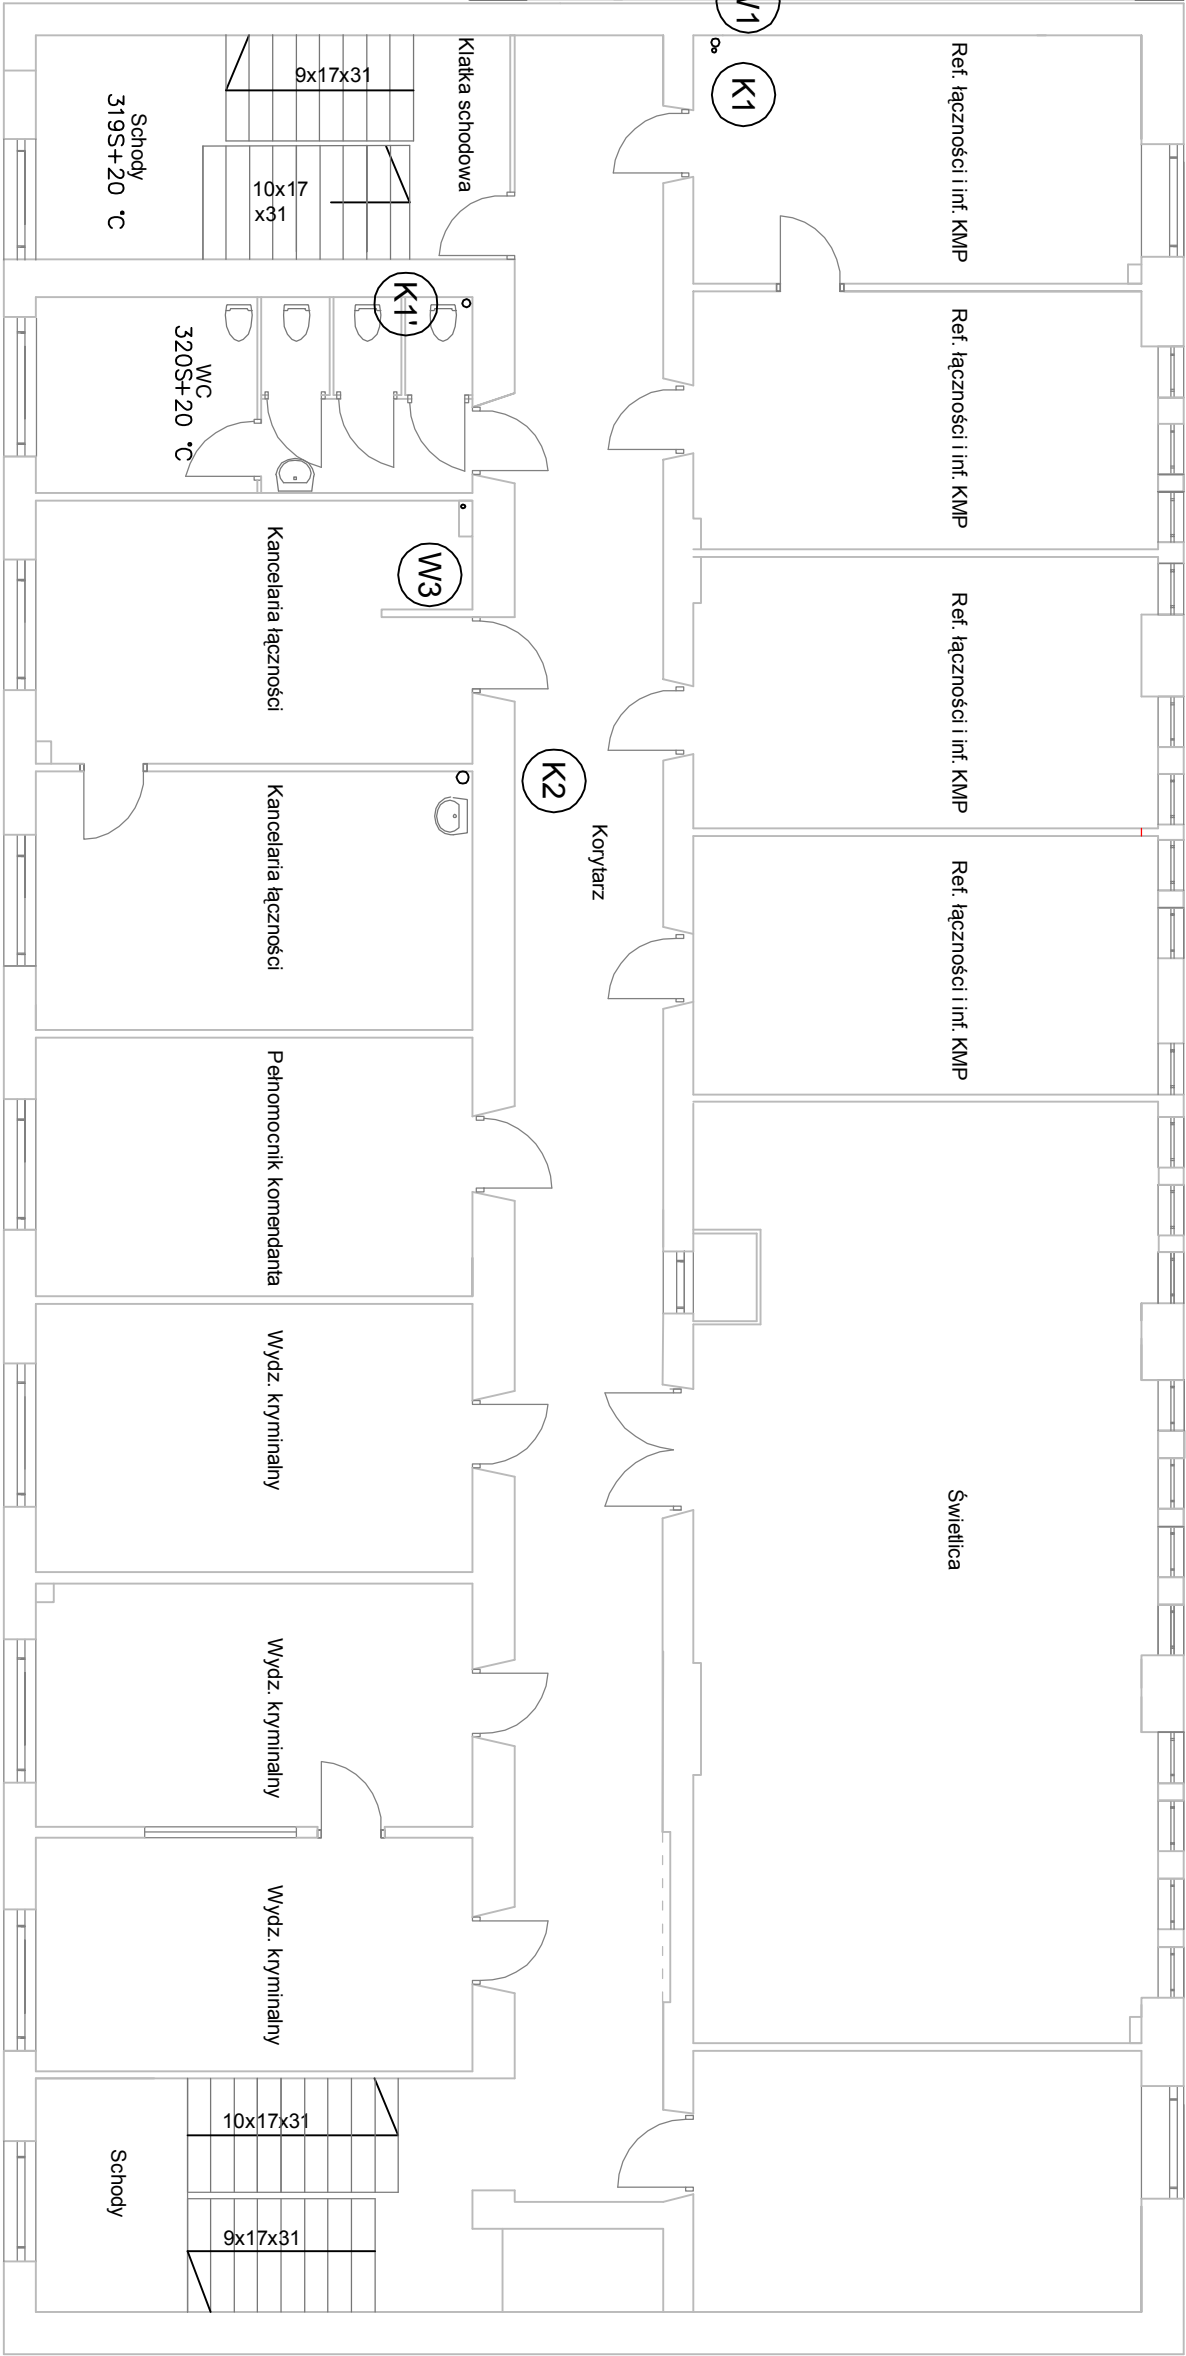 W1
K1
Ref. łączności i inf. KMP
9x17x31
Klatka schodowa
Schody
319S+20 °C
10x17
x31
K1'
WC
320S+20 °C
Ref. łączności i inf. KMP
Kancelaria łączności
W3
Ref. łączności i inf. KMP
K2
Korytarz
Kancelaria łączności
Ref. łączności i inf. KMP
Pełnomocnik komendanta
Wydz. kryminalny
Świetlica
Wydz. kryminalny
Wydz. kryminalny
10x17x31
Schody
9x17x31